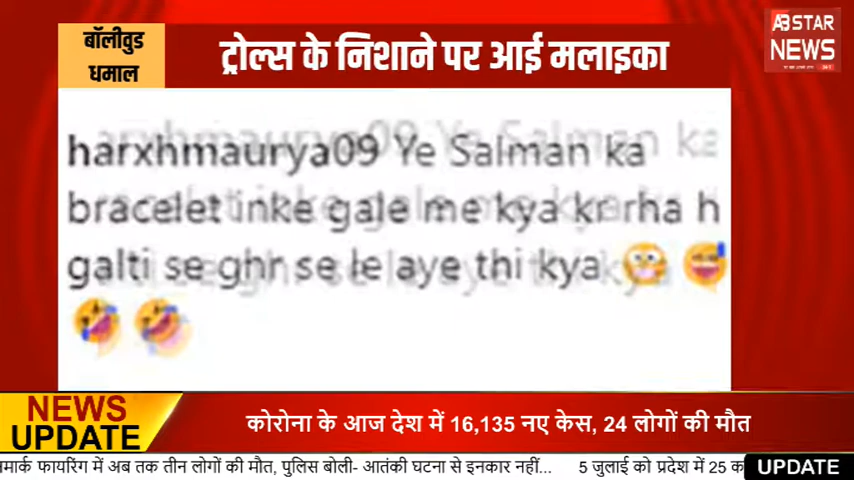 बॉलीवुड
धमाल
ट्रोल्स के निशाने पर आई मलाइका
AB STAR
NEWS
harxhmaurya09 Ye Salman ka
bracelet inke gale me kya kr rha h
galti se ghr se le aye thi kya 😬 😅
🤣 🤣
NEWS
UPDATE
कोरोना के आज देश में 16,135 नए केस, 24 लोगों की मौत
फायरिंग में अब तक तीन लोगों की मौत, पुलिस बोली- आतंकी घटना से इनकार नहीं... 5 जुलाई को प्रदेश में 25
UPDATE